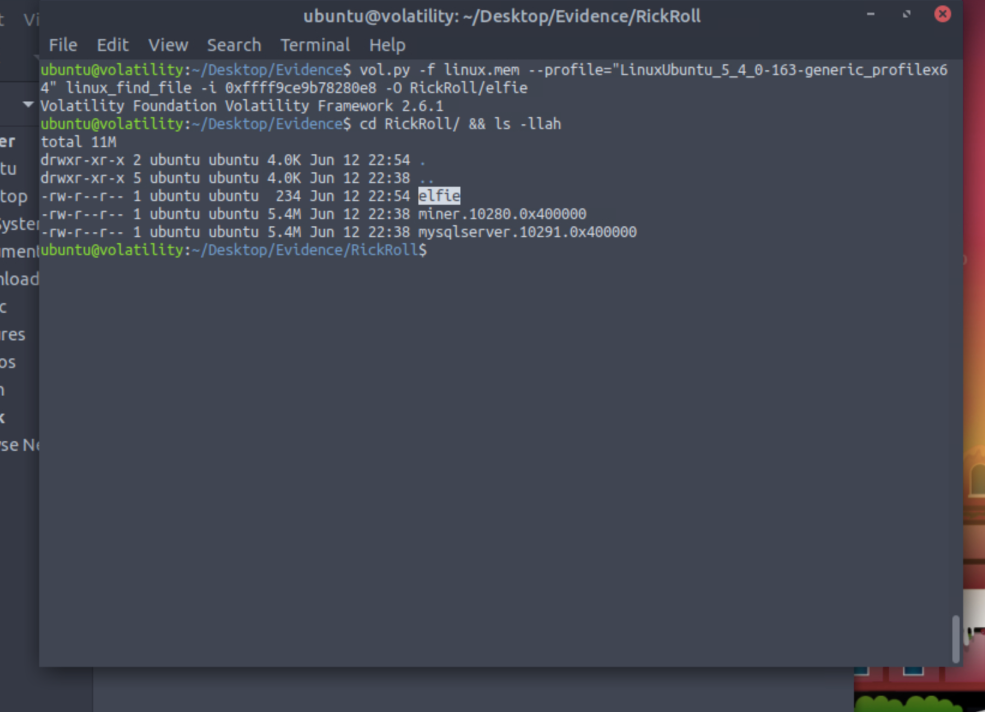 t Vi
ubuntu@volatility: ~/Desktop/Evidence/RickRoll
File Edit View Search Terminal Help
ubuntu@volatility:~/Desktop/Evidence$ vol.py -f linux.mem --profile="LinuxUbuntu_5_4_0-163-generic_profilex6
4" linux_find_file -i 0xffff9ce9b78280e8 -O RickRoll/elfie
Volatility Foundation Volatility Framework 2.6.1
ubuntu@volatility:~/Desktop/Evidence$ cd RickRoll/ && ls -llah
total 11M
drwxr-xr-x 2 ubuntu ubuntu 4.0K Jun 12 22:54 .
drwxr-xr-x 5 ubuntu ubuntu 4.0K Jun 12 22:38 ..
-rw-r--r-- 1 ubuntu ubuntu  234 Jun 12 22:54 elfie
-rw-r--r-- 1 ubuntu ubuntu 5.4M Jun 12 22:38 miner.10280.0x400000
-rw-r--r-- 1 ubuntu ubuntu 5.4M Jun 12 22:38 mysqlserver.10291.0x400000
ubuntu@volatility:~/Desktop/Evidence/RickRoll$
er
tu
top
Syster
ument
nload
c
res
os
n
k
se Ne